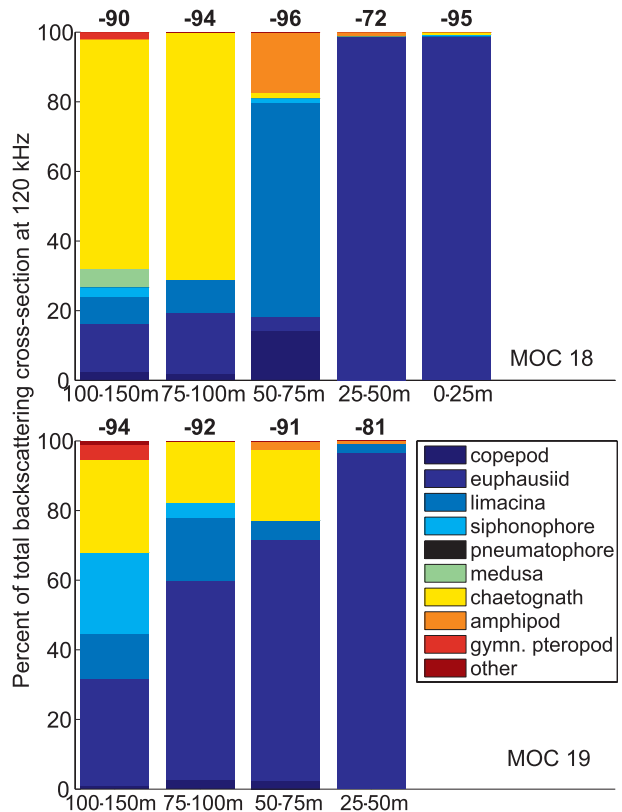 Percent of total backscattering cross-section at 120 kHz
-90 -94 -96 -72 -95
100
80
60
40
20
0
100-150m 75-100m 50-75m 25-50m 0-25m
MOC 18
-94 -92 -91 -81
100
80
60
40
20
0
100-150m 75-100m 50-75m 25-50m
copepod
euphausiid
limacina
siphonophore
pneumatophore
medusa
chaetognath
amphipod
gymn. pteropod
other
MOC 19